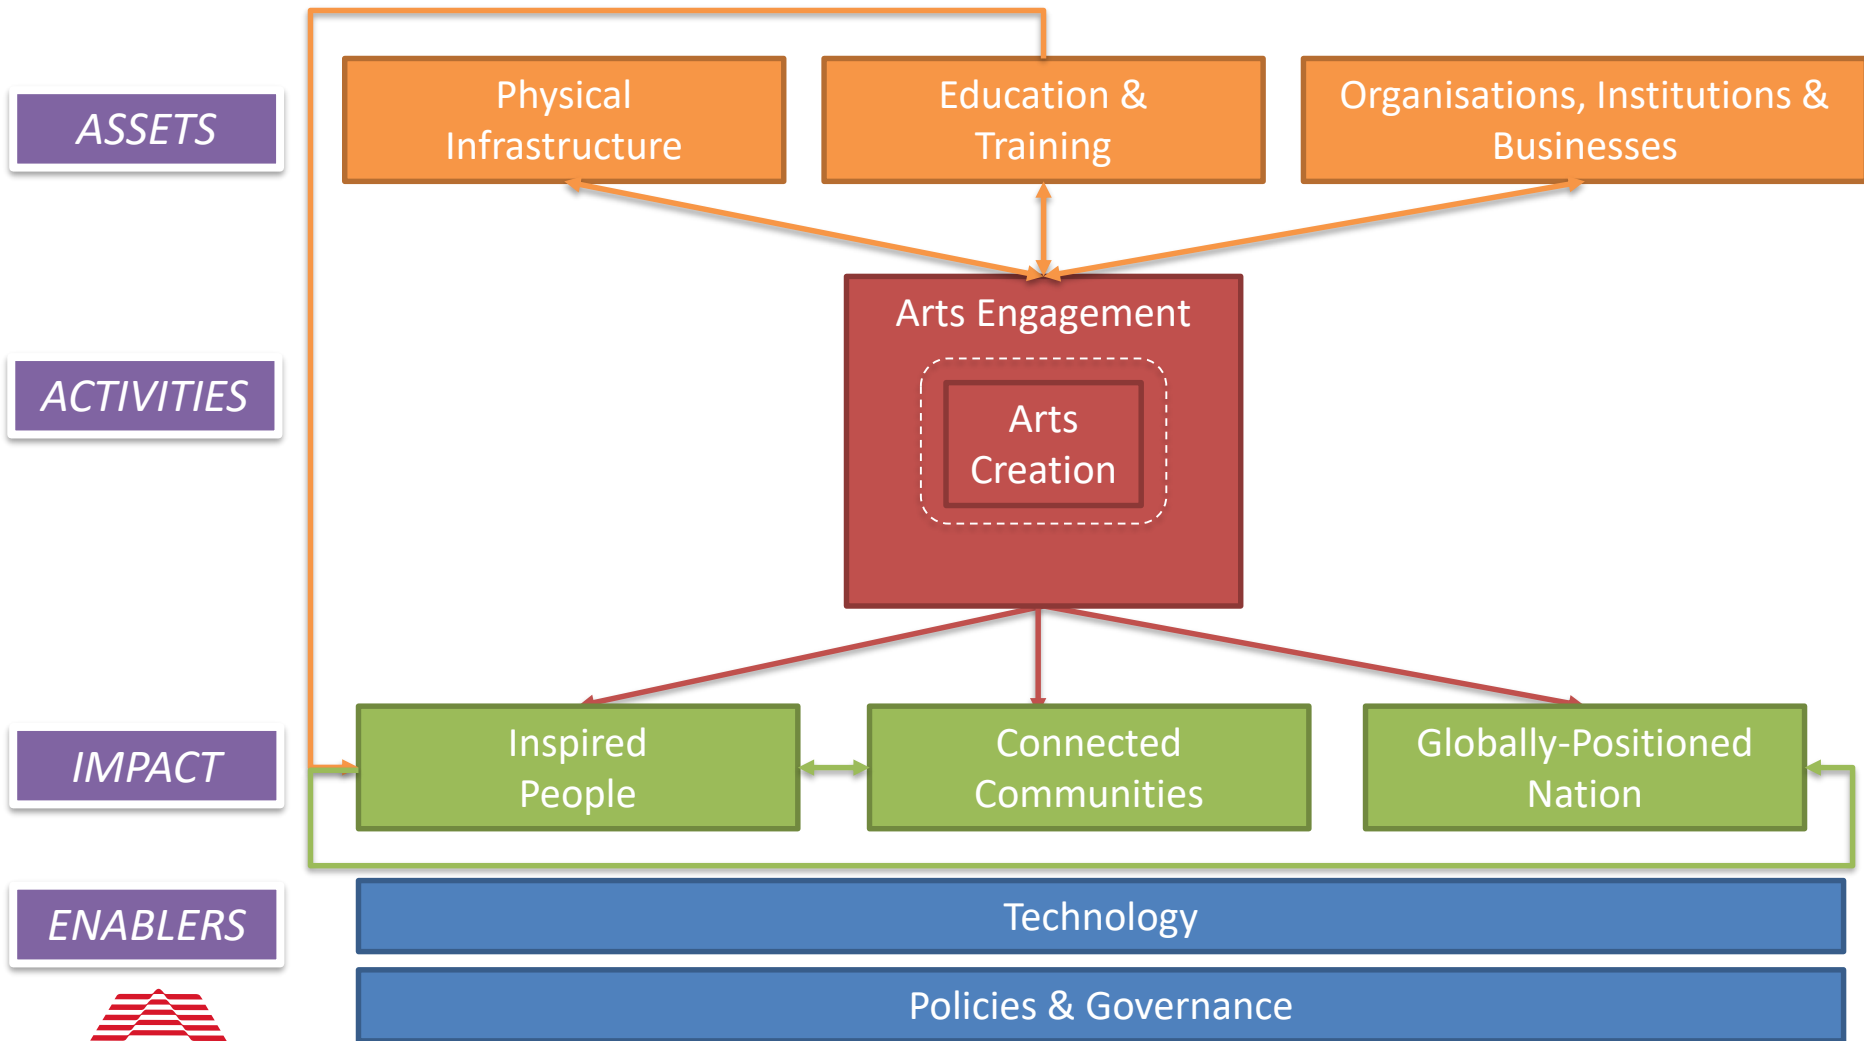 ASSETS
Physical
Infrastructure
Education &
Training
Organisations, Institutions &
Businesses
ACTIVITIES
Arts Engagement
Arts
Creation
IMPACT
Inspired
People
Connected
Communities
Globally-Positioned
Nation
ENABLERS
Technology
Policies & Governance